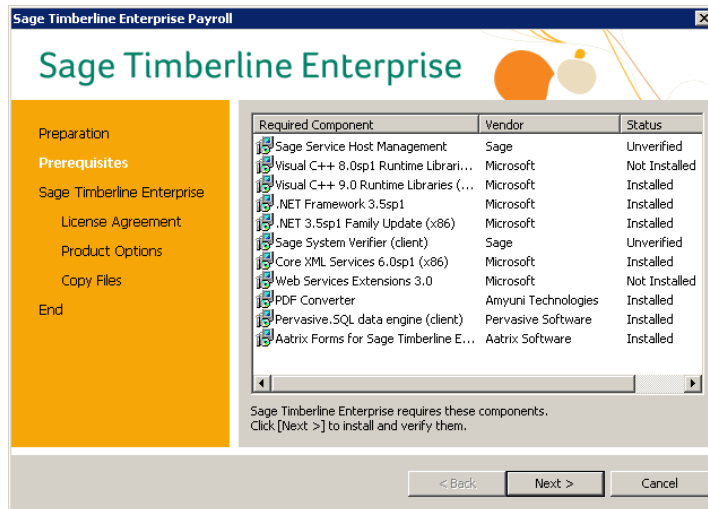 Sage Timberline Enterprise Payroll
Sage Timberline Enterprise
Preparation
Prerequisites
Sage Timberline Enterprise
License Agreement
Product Options
Copy Files
End
Required Component Vendor Status
Sage Service Host Management Sage Unverified
Visual C++ 8.0sp1 Runtime Librari... Microsoft Not Installed
Visual C++ 9.0 Runtime Libraries (... Microsoft Installed
.NET Framework 3.5sp1 Microsoft Installed
.NET 3.5sp1 Family Update (x86) Microsoft Installed
Sage System Verifier (client) Sage Unverified
Core XML Services 6.0sp1 (x86) Microsoft Installed
Web Services Extensions 3.0 Microsoft Not Installed
PDF Converter Amyuni Technologies Installed
Pervasive.SQL data engine (client) Pervasive Software Installed
Aatrix Forms for Sage Timberline E... Aatrix Software Installed
Sage Timberline Enterprise requires these components.
Click [Next >] to install and verify them.
< Back Next > Cancel